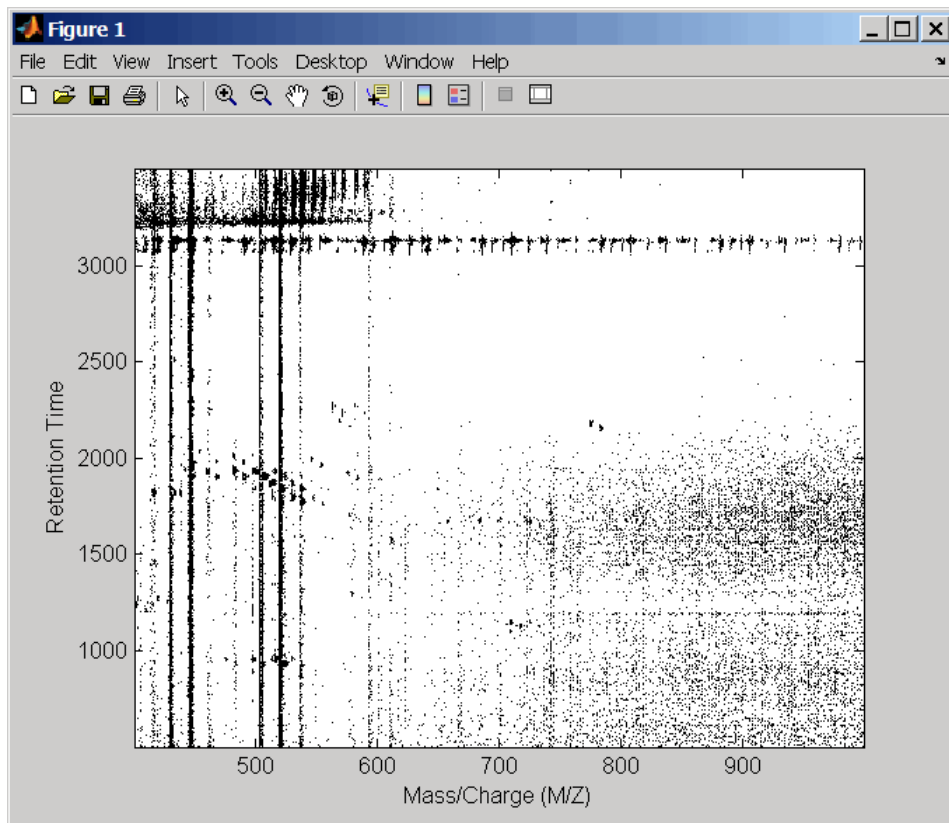 Figure 1
File Edit View Insert Tools Desktop Window Help
3000
2500
2000
1500
1000
Retention Time
500 600 700 800 900
Mass/Charge (M/Z)